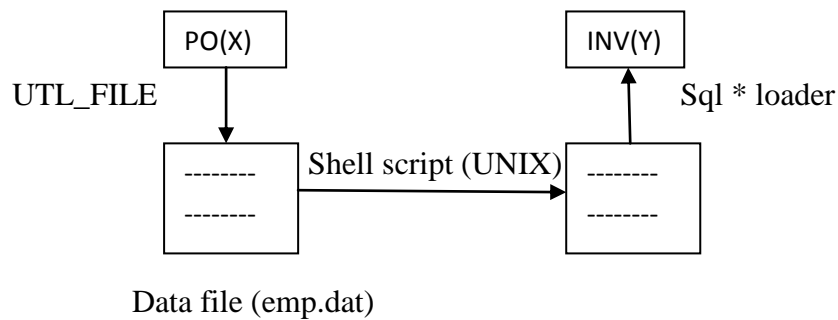 PO(X)
INV(Y)
UTL_FILE
Sql * loader
--------
Shell script (UNIX)
--------
--------
--------
Data file (emp.dat)